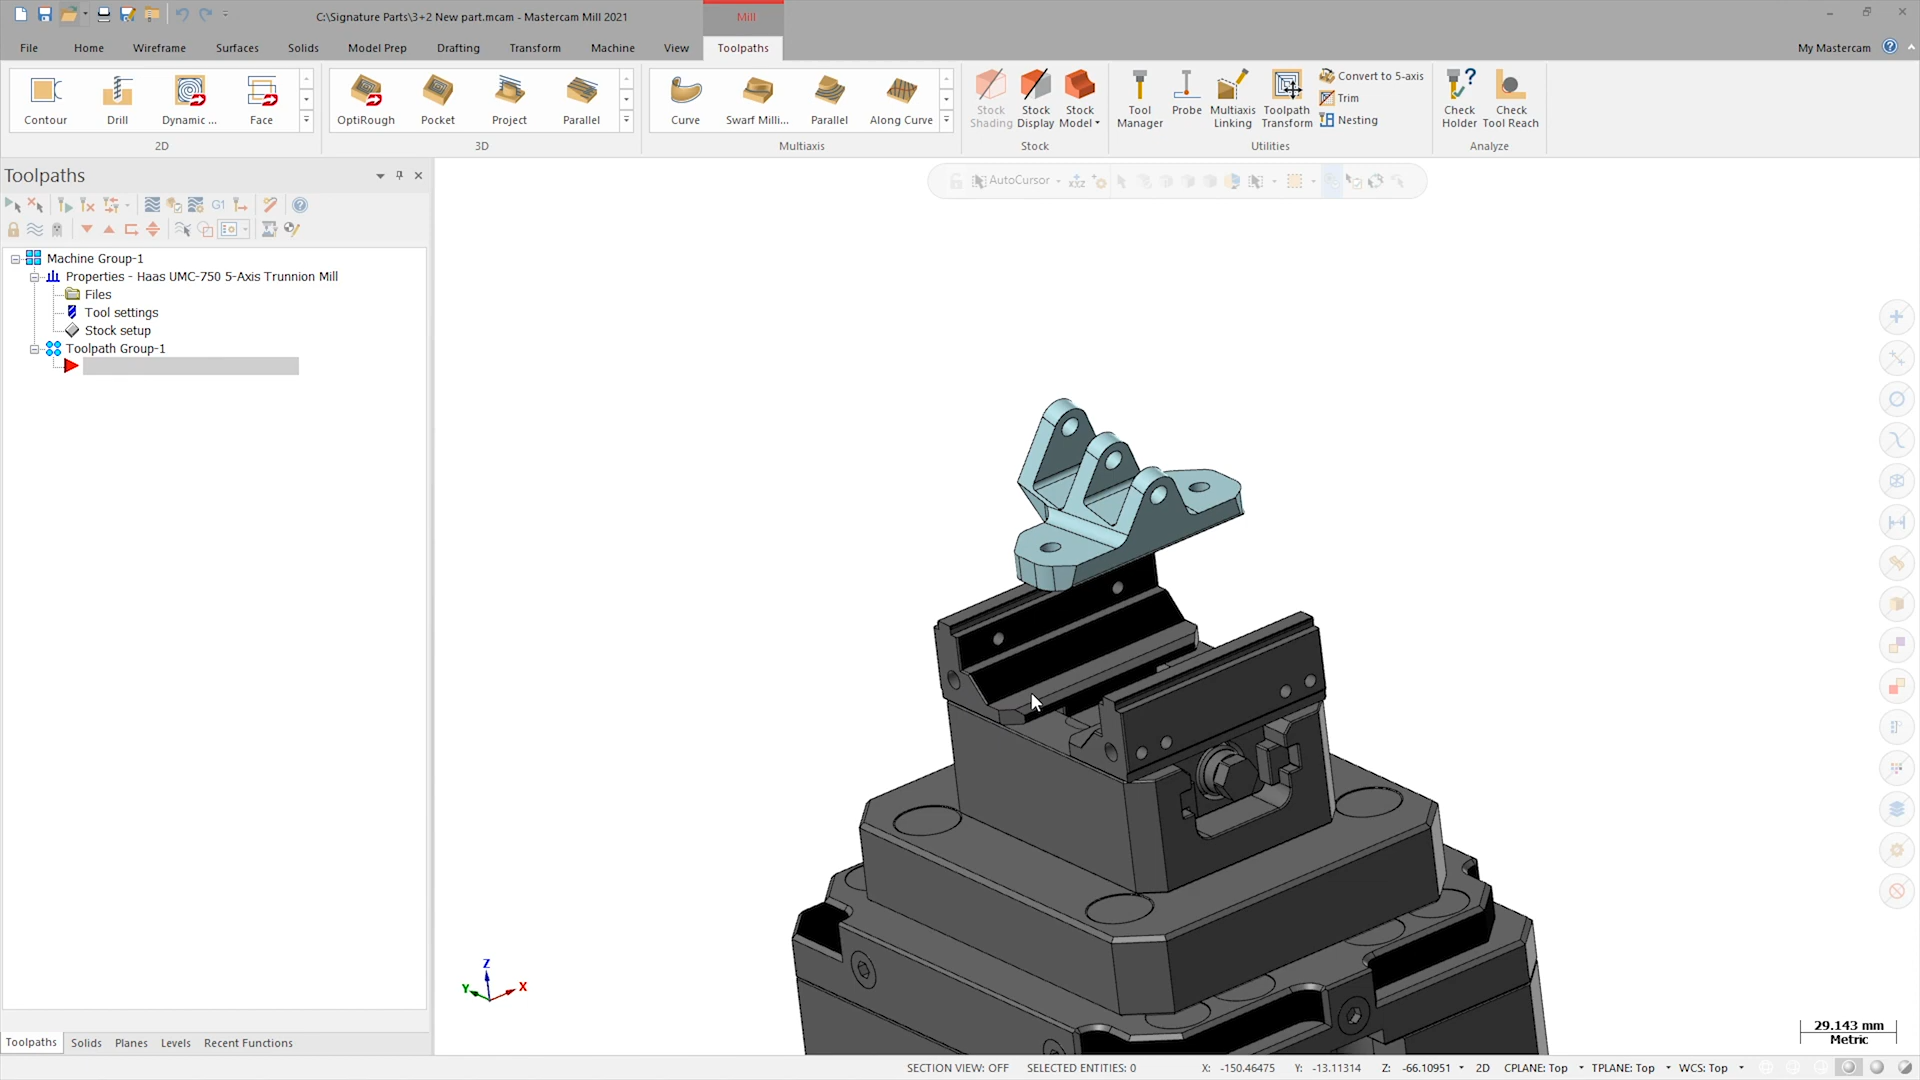 C:\Signature Parts\3+2 New part.mcam - Mastercam Mill 2021
Mill
File
Home
Wireframe
Surfaces
Solids
Model Prep
Drafting
Transform
Machine
View
Toolpaths
My Mastercam
Contour
Drill
Dynamic ...
Face
2D
OptiRough
Pocket
Project
Parallel
3D
Curve
Swarf Milli...
Parallel
Along Curve
Multiaxis
Stock Shading
Stock Display
Stock Model
Stock
Tool Manager
Probe
Multiaxis Linking
Toolpath Transform
Convert to 5-axis
Trim
Nesting
Utilities
Check Holder
Check Tool Reach
Analyze
Toolpaths
G1
AutoCursor
XYZ
Machine Group-1
Properties - Haas UMC-750 5-Axis Trunnion Mill
Files
Tool settings
Stock setup
Toolpath Group-1
Z
Y
X
29.143 mm
Metric
Toolpaths
Solids
Planes
Levels
Recent Functions
SECTION VIEW: OFF
SELECTED ENTITIES: 0
X: -150.46475
Y: -13.11314
Z: -66.10951
2D
CPLANE: Top
TPLANE: Top
WCS: Top